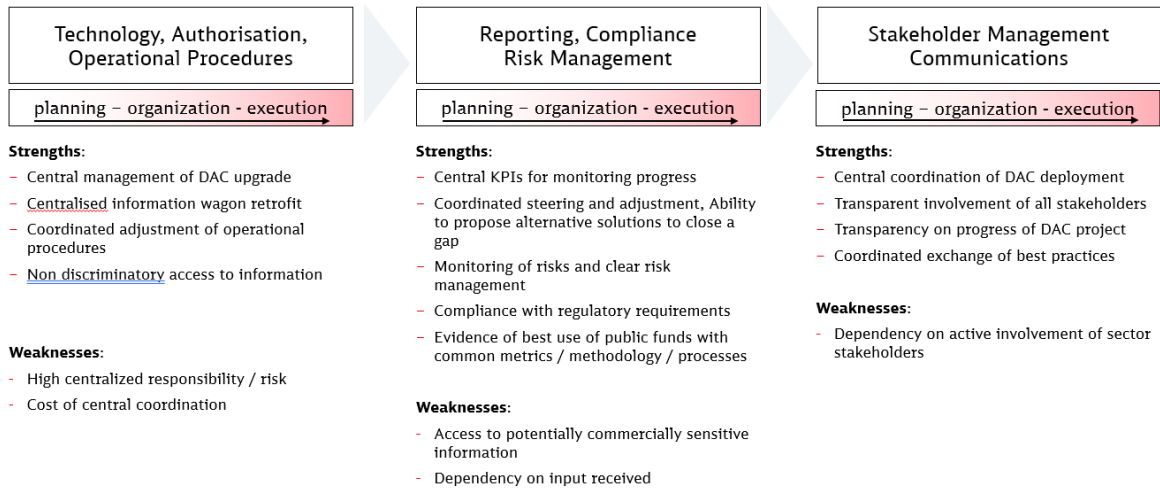 Technology, Authorisation,
Operational Procedures
planning – organization - execution
Strengths:
– Central management of DAC upgrade
– Centralised information wagon retrofit
– Coordinated adjustment of operational
procedures
– Non discriminatory access to information
Weaknesses:
- High centralized responsibility / risk
- Cost of central coordination
Reporting, Compliance
Risk Management
planning – organization - execution
Strengths:
– Central KPIs for monitoring progress
– Coordinated steering and adjustment, Ability
to propose alternative solutions to close a
gap
– Monitoring of risks and clear risk
management
– Compliance with regulatory requirements
– Evidence of best use of public funds with
common metrics / methodology / processes
Weaknesses:
- Access to potentially commercially sensitive
information
- Dependency on input received
Stakeholder Management
Communications
planning – organization - execution
Strengths:
– Central coordination of DAC deployment
– Transparent involvement of all stakeholders
– Transparency on progress of DAC project
– Coordinated exchange of best practices
Weaknesses:
- Dependency on active involvement of sector
stakeholders